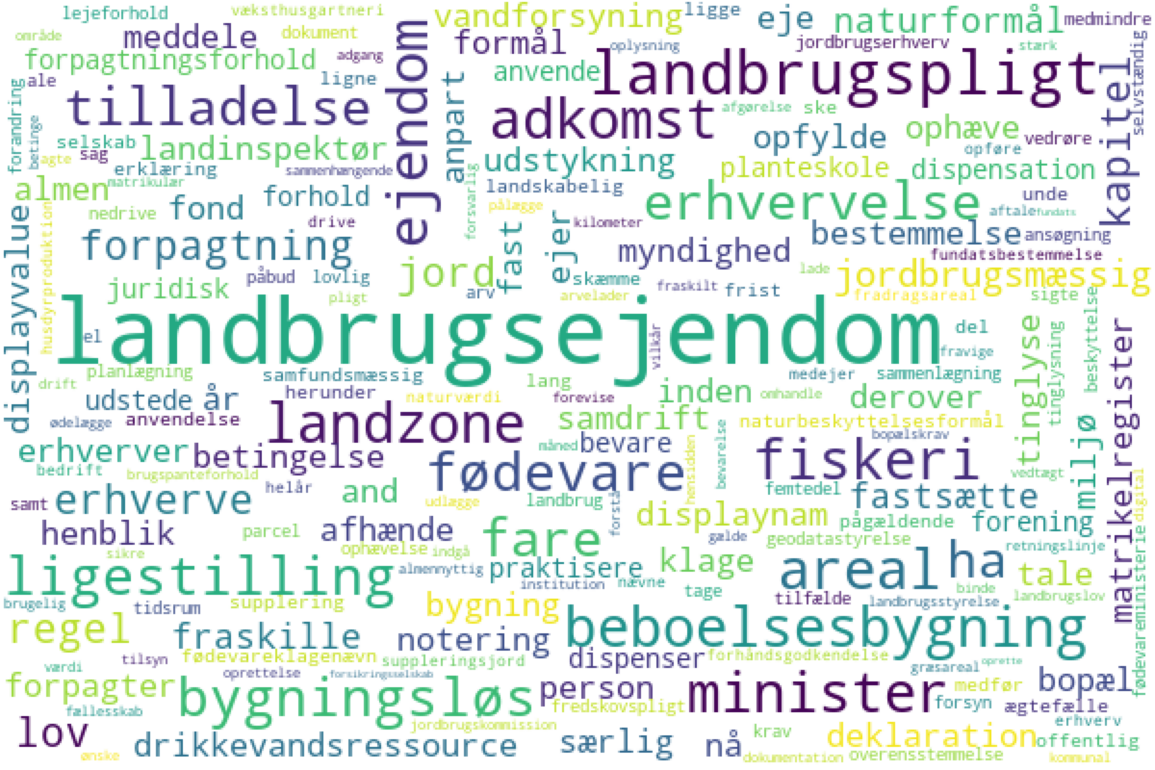 lejeforhold væksthusgartneri vandforsyning ligge eje naturformål medmindre
område meddele dokument formål oplysning jordbrugserhverv stærk
forpagtningsforhold adgang ejendom anvende landbrugspligt kapitel selvstændig
ale ligne
tilladelse anpart adkomst afgørelse ske opfylde ophæve vedrøre
forandring betinge selskab landinspektør udstykning planteskole opføre dispensation
agte sag erklæring sammenhængende
almen matrikulær forhold landskabelig erhvervelse unde
nedrive fond drive forsvarlig pålægge kilometer aftale fundats
displayvalue husdyrproduktion forpagtning fast ejer myndighed bestemmelse ansøgning
fundatsbestemmelse
påbud lovlig jord skæmme lade jordbrugsmæssig
juridisk pligt arv arvelader fraskilt frist fradragsareal sigte
landbrugsejendom vilkår del tinglyse tinglysning beskyttelse
el fravige
planlægning samfundsmæssig medejer sammenlægning
drift herunder lang inden omhandle
udstede år naturværdi forevise derover
ødelægge anvendelse landzone samdrift naturbeskyttelsesformål
erhverver betingelse bevare hensidden bevarelse bopælskrav miljø matrikelregister
bedrift brugspanteforhold fødevare fiskeri vedtægt
helår femtedel
samt erhverve and udlægge landbrug forstå fastsætte digital
henblik parcel afhænde displaynam pågældende forening
fare gælde geodatastyrelse
sikre ophævelse indgå klage retningslinje
ligestilling almennyttig praktisere areal ha tale
institution nævne tage binde landbrugslov
brugelig tidsrum supplering bygning tilfælde landbrugsstyrelse
regel fraskille notering beboelsesbygning fødevareministerie
værdi tilsyn fødevareklagenævn suppleringsjord dispenser forhåndsgodkendelse
oprettelse forsikringsselskab græsareal oprette
forpagter bygningsløs person minister medfør bopæl
fællesskab fredskovspligt forsyn ægtefælle
lov jordbrugskommission krav deklaration erhverv
drikkevandsressource særlig nå offentlig
ønske dokumentation overensstemmelse kommunal